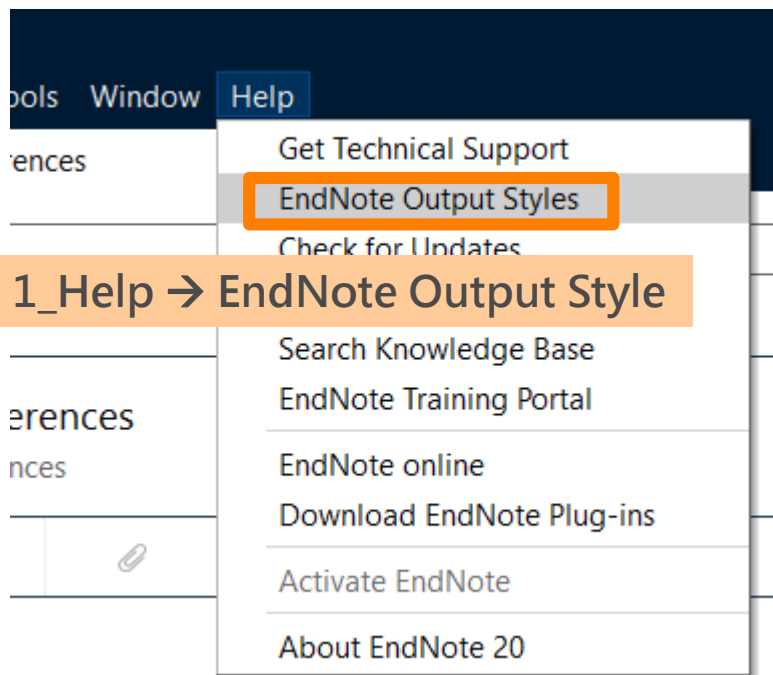 ools Window Help
ences
Get Technical Support
EndNote Output Styles
Check for Updates...
1_Help → EndNote Output Style
Search Knowledge Base
erences
EndNote Training Portal
nces
EndNote online
Download EndNote Plug-ins
Activate EndNote
About EndNote 20